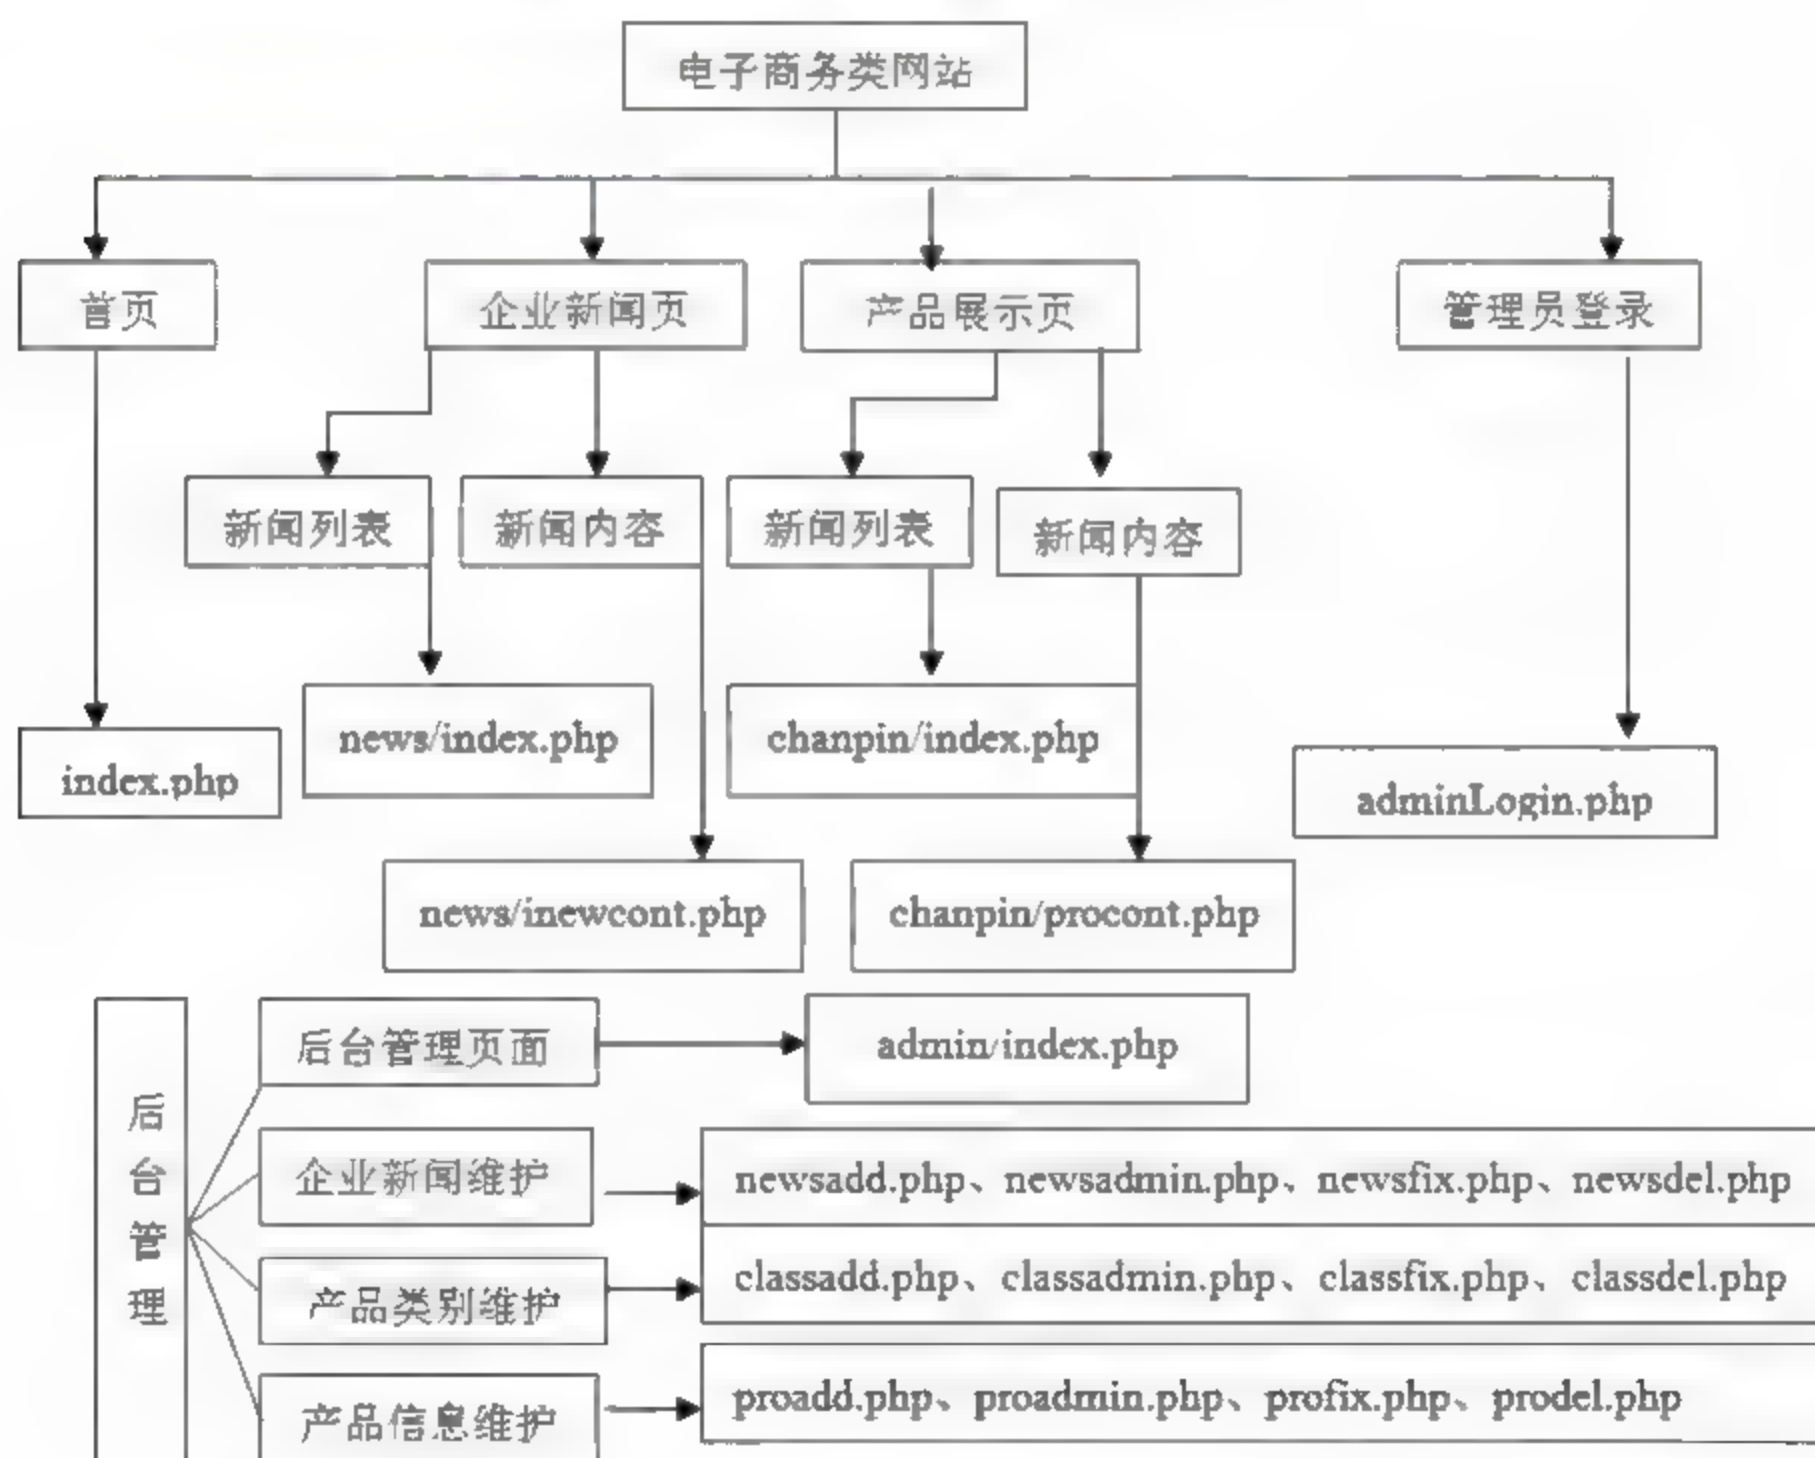 电子商务类网站
首页
企业新闻页
产品展示页
管理员登录
新闻列表
新闻内容
新闻列表
新闻内容
news/index.php
chanpin/index.php
index.php
adminLogin.php
news/inewcont.php
chanpin/procont.php
后台管理
后台管理页面
admin/index.php
企业新闻维护
newsadd.php、newsadmin.php、newsfix.php、newsdel.php
产品类别维护
classadd.php、classadmin.php、classfix.php、classdel.php
产品信息维护
proadd.php、proadmin.php、profix.php、prodel.php